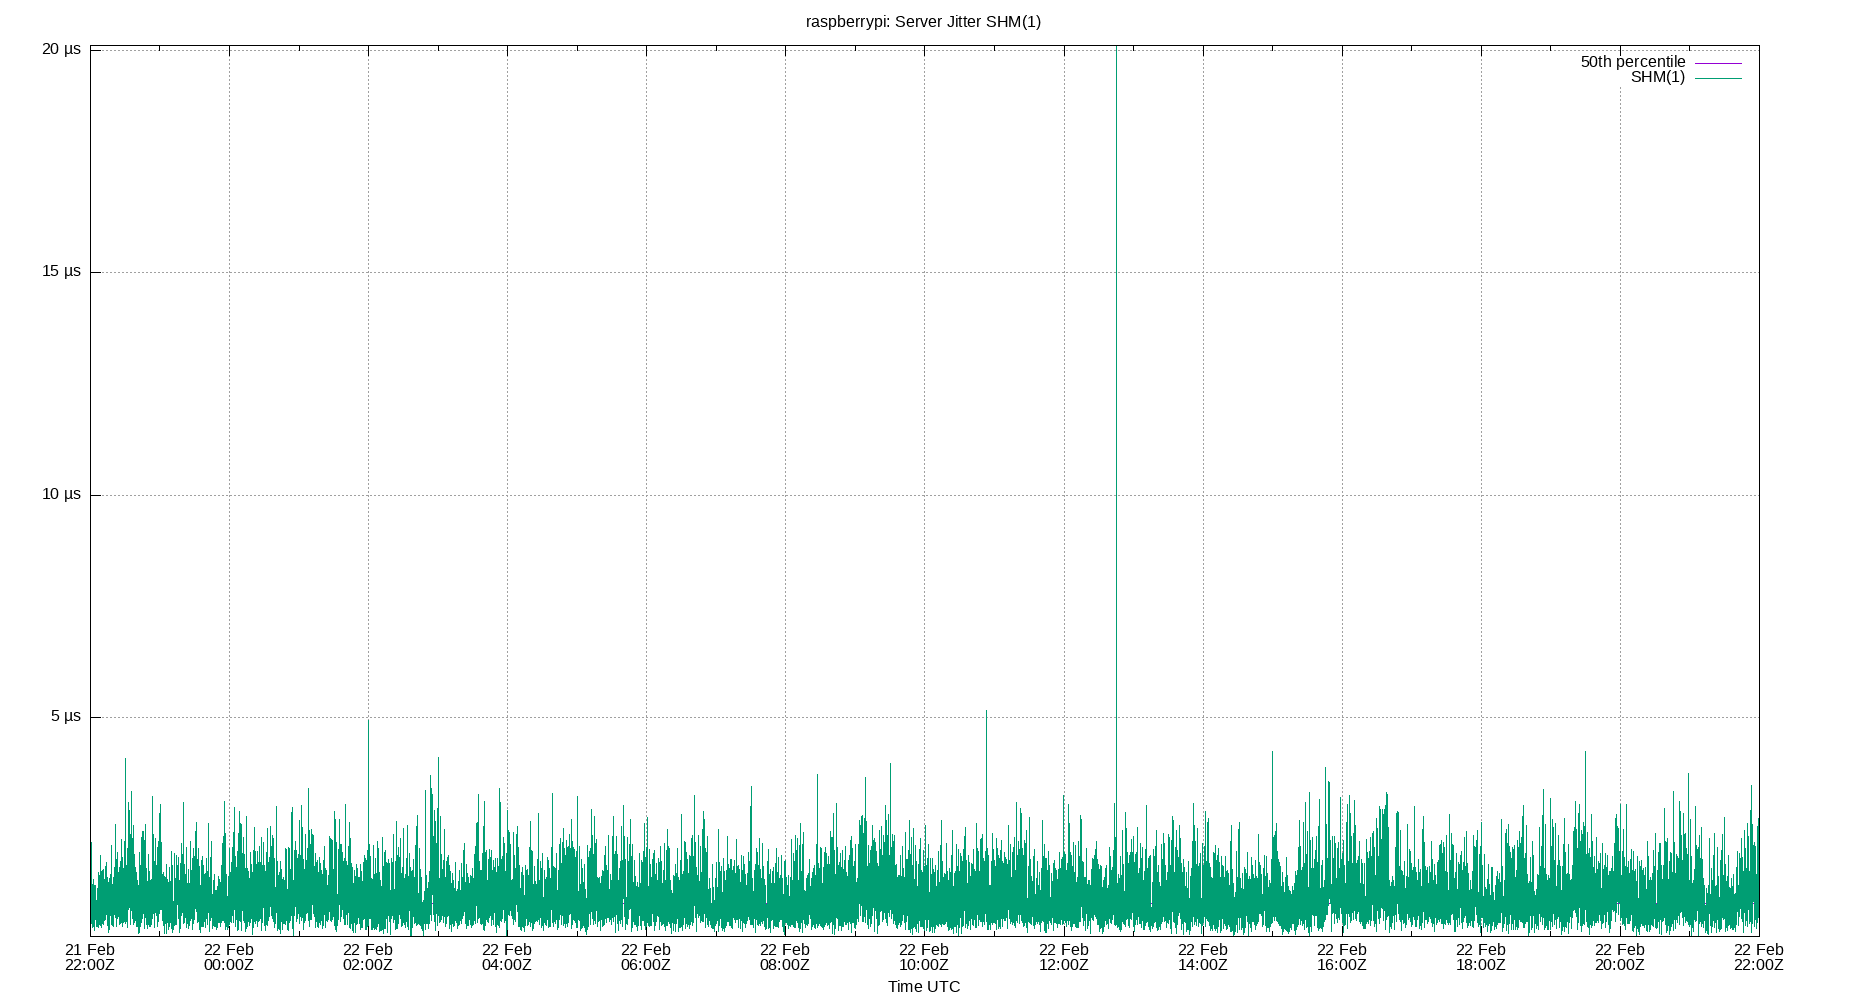 raspberrypi: Server Jitter SHM(1)
20 µs
50th percentile
SHM(1)
15 µs
10 µs
5 µs
21 Feb 22 Feb 22 Feb 22 Feb 22 Feb 22 Feb 22 Feb 22 Feb 22 Feb 22 Feb 22 Feb 22 Feb 22 Feb
22:00Z 00:00Z 02:00Z 04:00Z 06:00Z 08:00Z 10:00Z 12:00Z 14:00Z 16:00Z 18:00Z 20:00Z 22:00Z
Time UTC